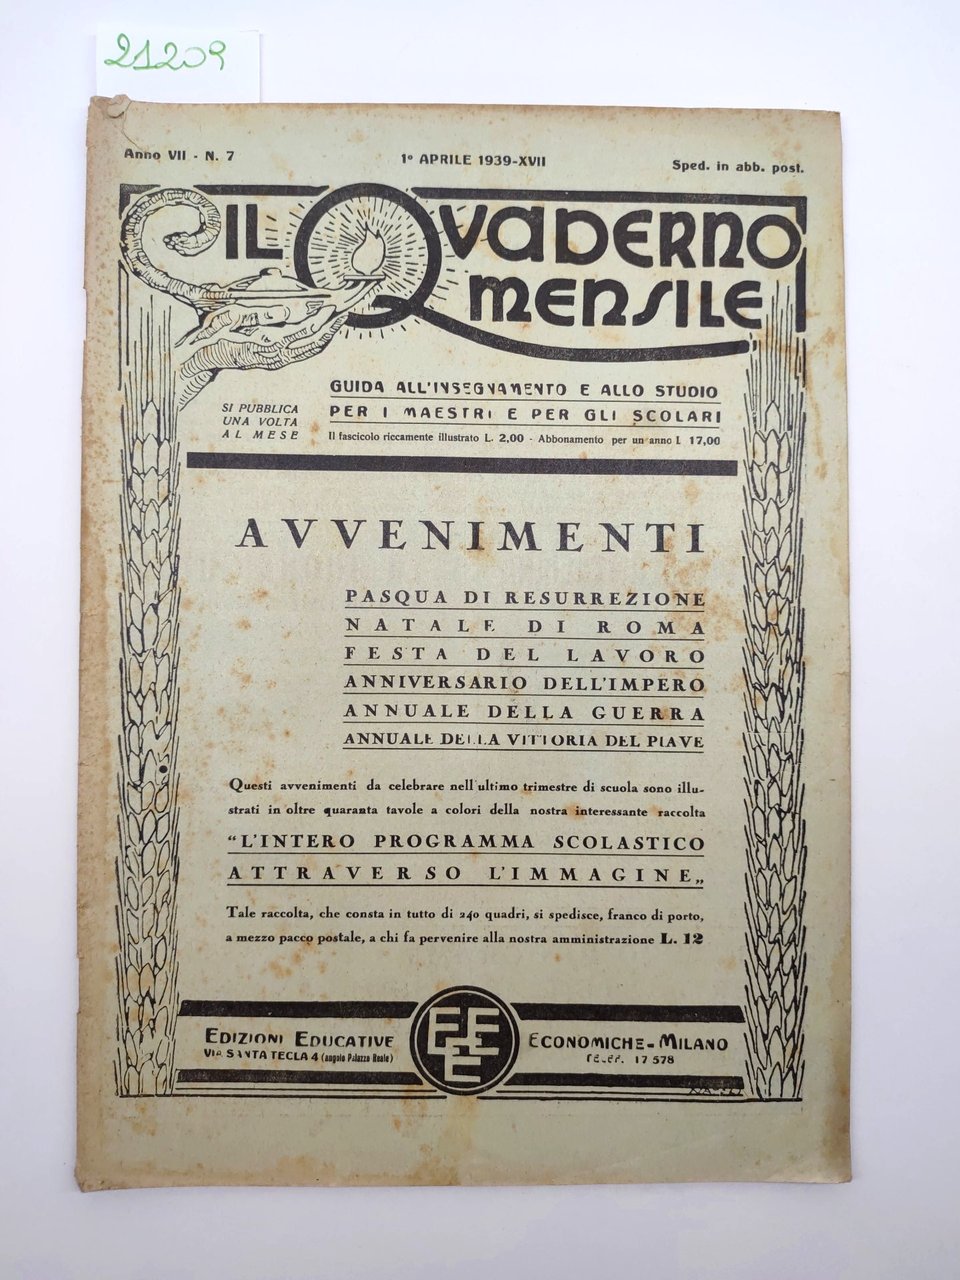 21209
Anno VII - N. 7
1º APRILE 1939-XVII
Sped. in abb. post.
IL QUADERNO
MENSILE
GUIDA ALL'INSEGNAMENTO E ALLO STUDIO
PER I MAESTRI E PER GLI SCOLARI
SI PUBBLICA
UNA VOLTA
AL MESE
Il fascicolo riccamente illustrato L. 2,00 - Abbonamento per un anno L 17,00
AVVENIMENTI
PASQUA DI RESURREZIONE
NATALE DI ROMA
FESTA DEL LAVORO
ANNIVERSARIO DELL'IMPERO
ANNUALE DELLA GUERRA
ANNUALE DELLA VITTORIA DEL PIAVE
Questi avvenimenti da celebrare nell'ultimo trimestre di scuola sono illu-
strati in oltre quaranta tavole a colori della nostra interessante raccolta
“L'INTERO PROGRAMMA SCOLASTICO
ATTRAVERSO L'IMMAGINE„
Tale raccolta, che consta in tutto di 240 quadri, si spedisce, franco di porto,
a mezzo pacco postale, a chi fa pervenire alla nostra amministrazione L. 12
EDIZIONI EDUCATIVE
VIA SANTA TECLA 4 (angolo Palazzo Reale)
EEE
ECONOMICHE - MILANO
TELEF. 17 578